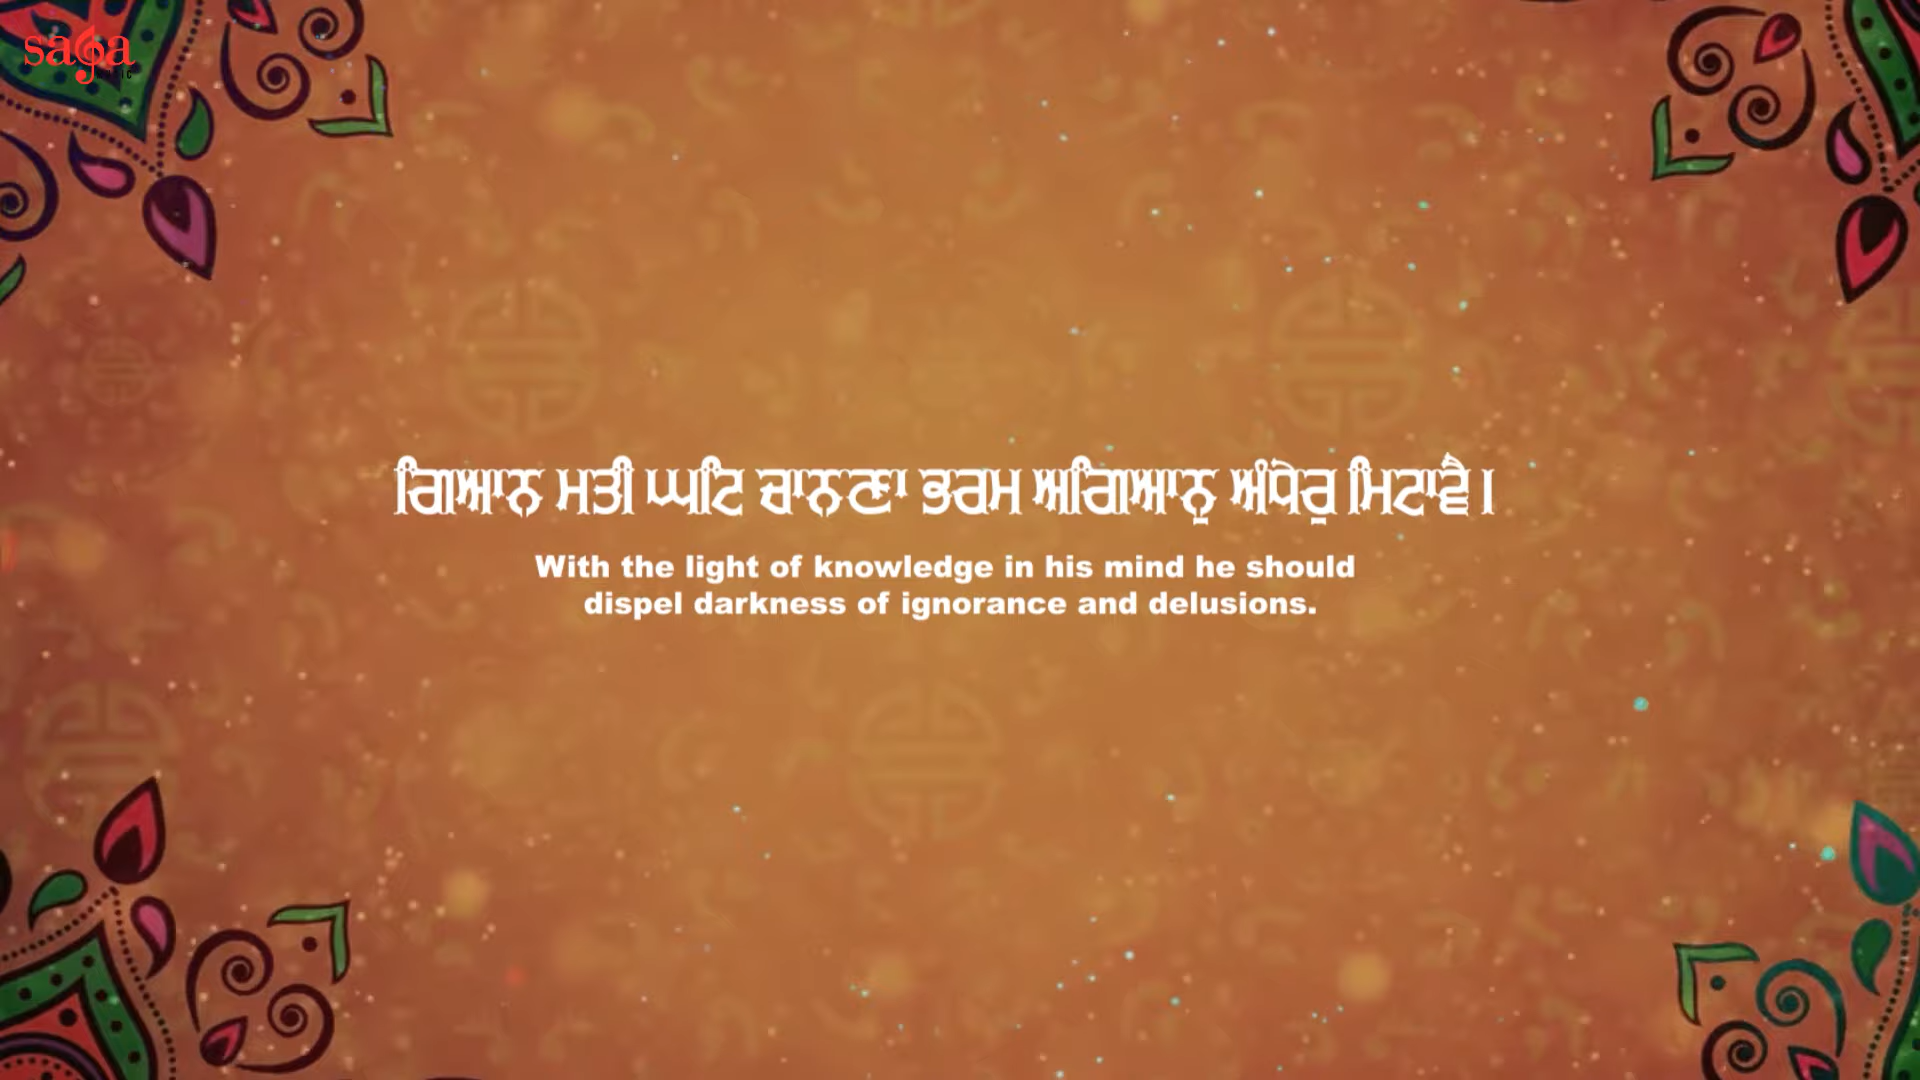 saga
MUSIC
ਗਿਆਨ ਮਤੀ ਘਟਿ ਚਾਨਣਾ ਭਰਮ ਅਗਿਆਨੁ ਅੰਧੇਰੁ ਮਿਟਾਵੈ।
With the light of knowledge in his mind he should
dispel darkness of ignorance and delusions.